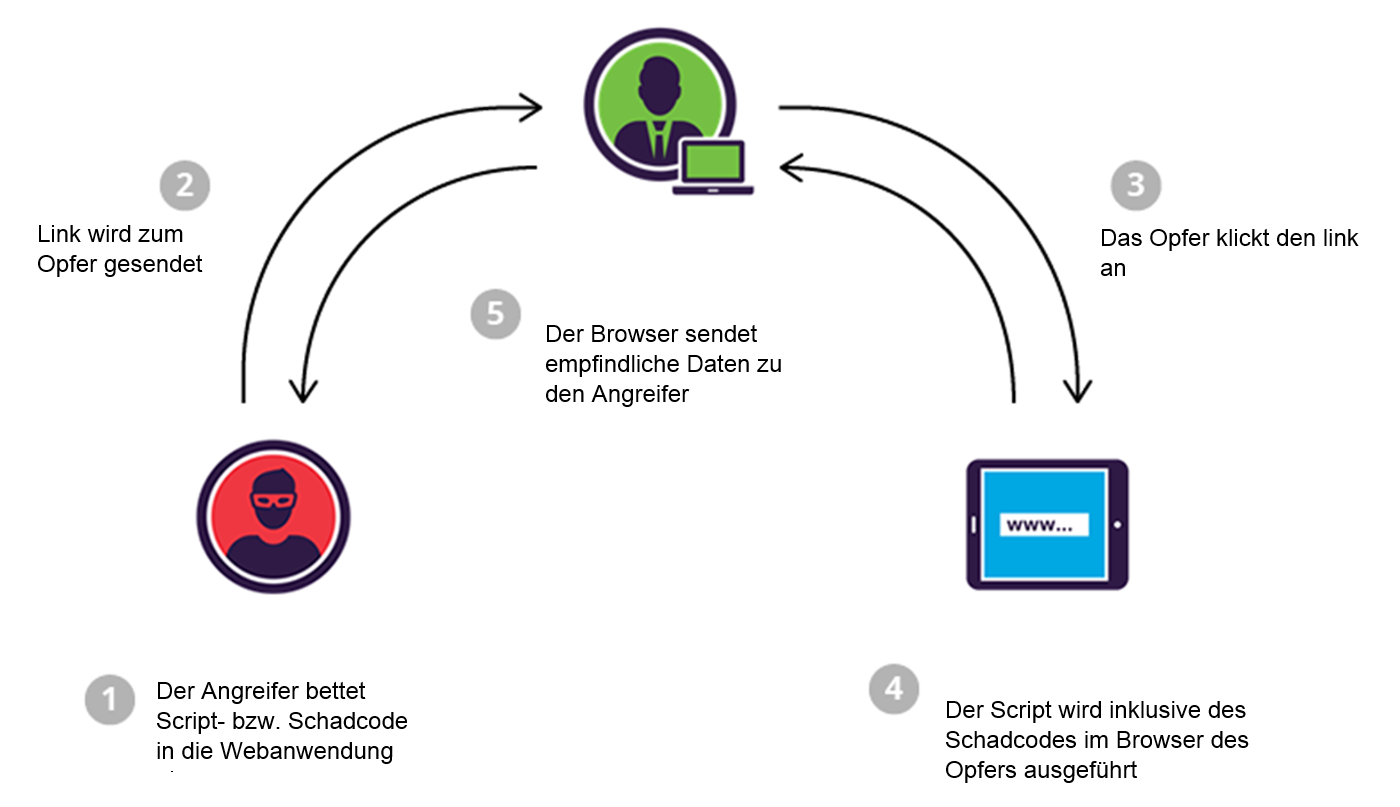 2
Link wird zum
Opfer gesendet
3
Das Opfer klickt den link
an
5
Der Browser sendet
empfindliche Daten zu
den Angreifer
www...
1
Der Angreifer bettet
Script- bzw. Schadcode
in die Webanwendung
4
Der Script wird inklusive des
Schadcodes im Browser des
Opfers ausgeführt